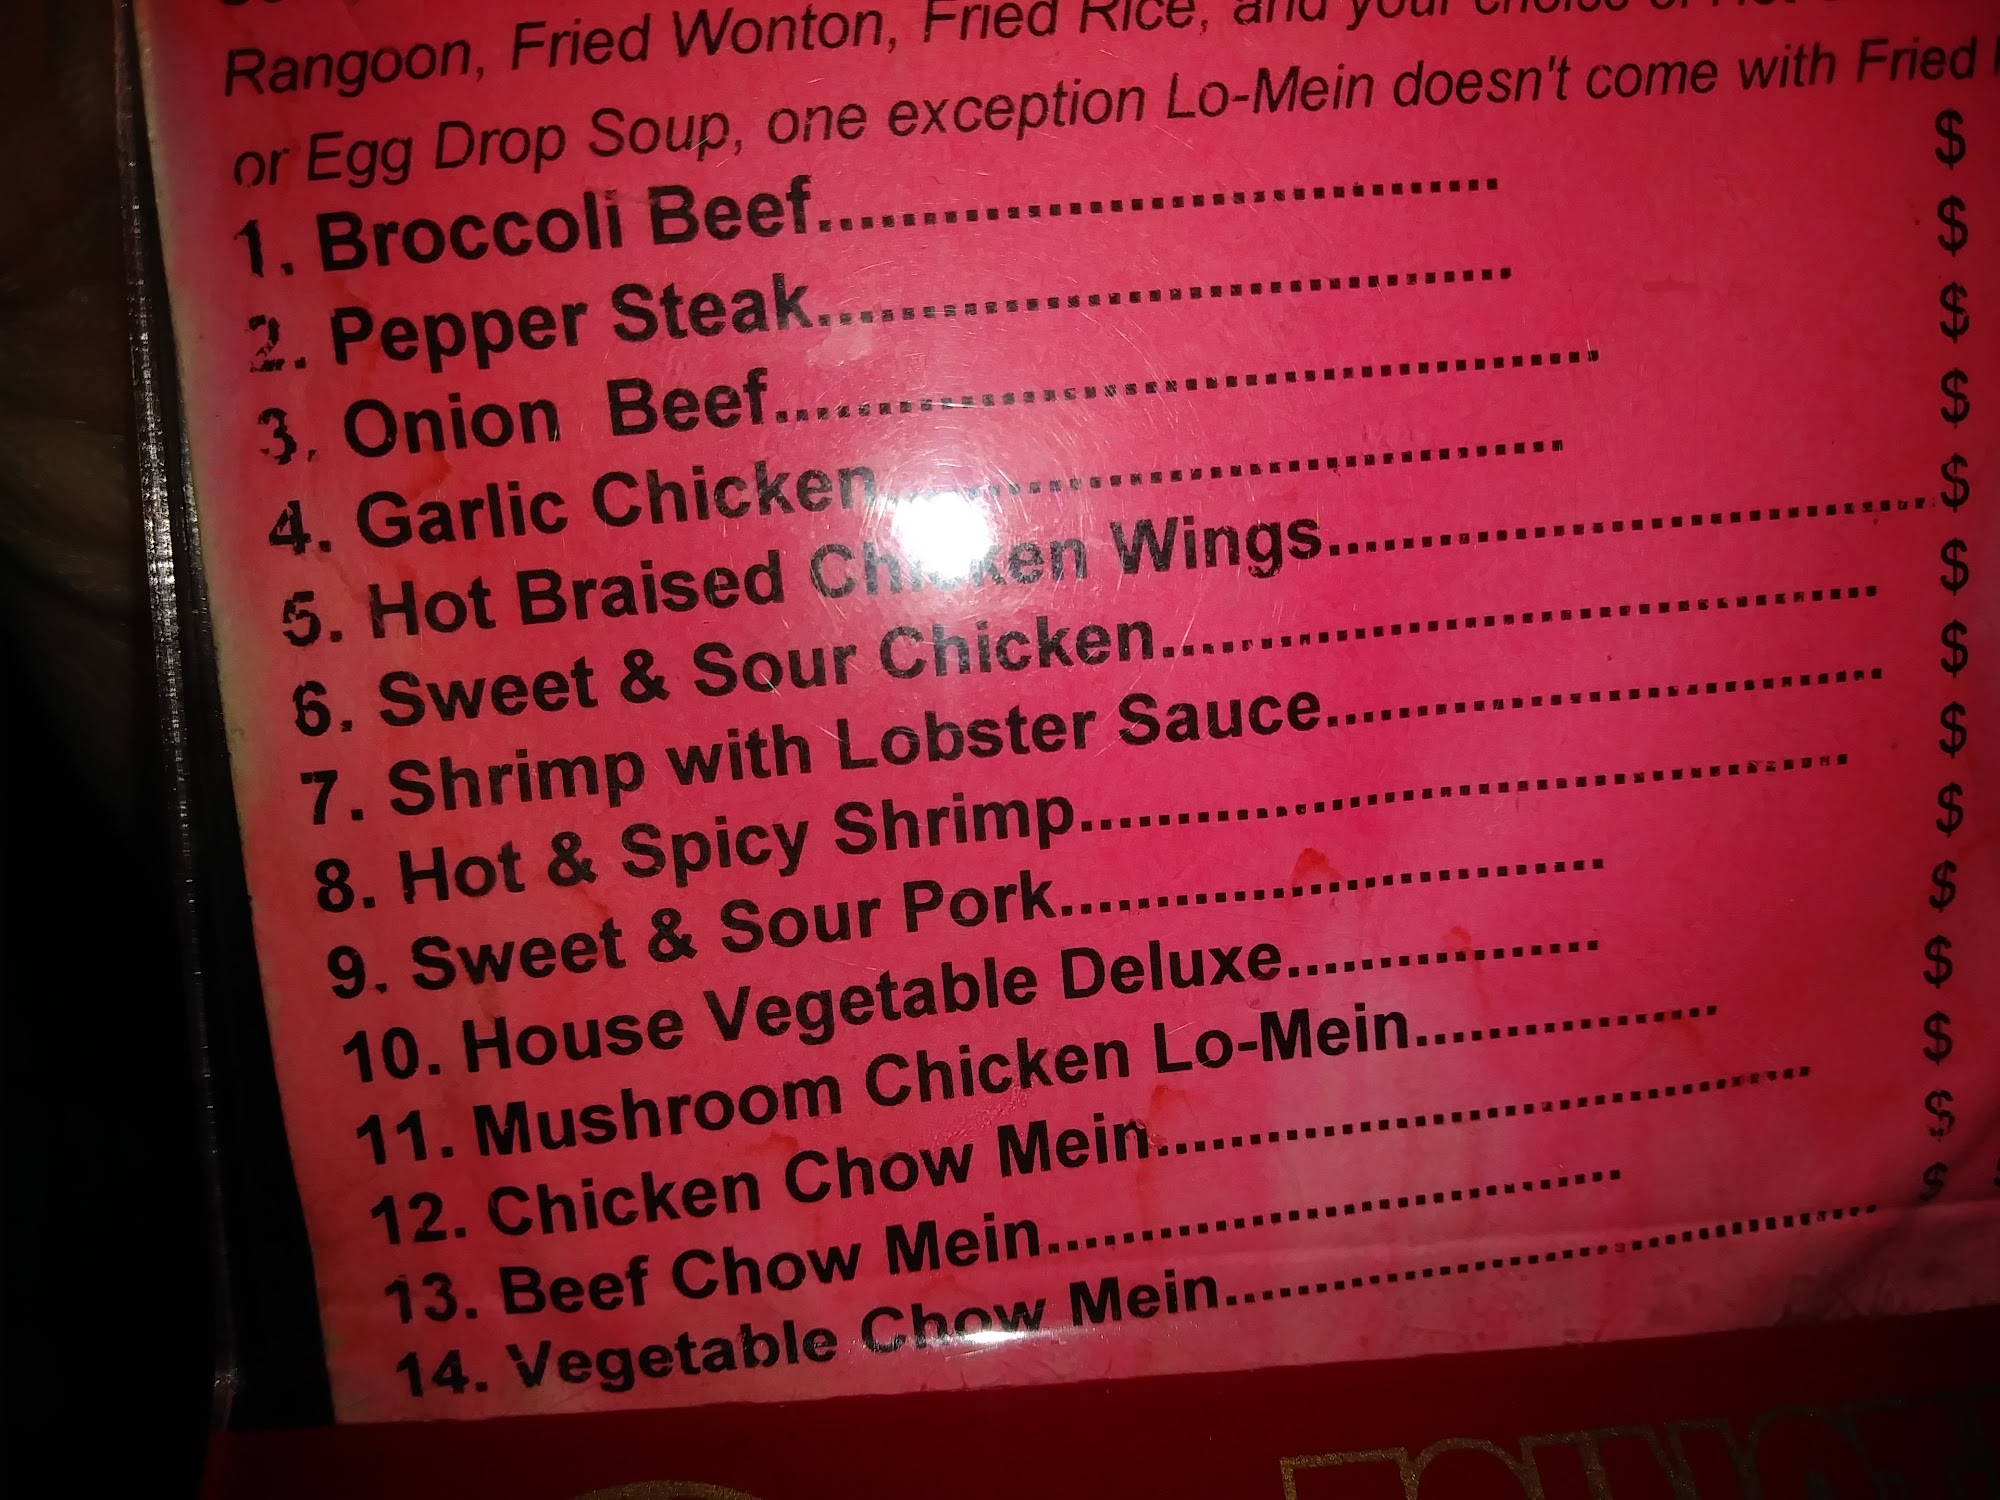 Rangoon, Fried Wonton, Fried Rice, and your choice of
or Egg Drop Soup, one exception Lo-Mein doesn't come with Fried
1. Broccoli Beef.......................................... $
2. Pepper Steak.......................................... $
3. Onion Beef.......................................... $
4. Garlic Chicken.......................................... $
5. Hot Braised Chicken Wings.......................................... $
6. Sweet & Sour Chicken.......................................... $
7. Shrimp with Lobster Sauce.......................................... $
8. Hot & Spicy Shrimp.......................................... $
9. Sweet & Sour Pork.......................................... $
10. House Vegetable Deluxe................. $
11. Mushroom Chicken Lo-Mein................. $
12. Chicken Chow Mein.......................................... $
13. Beef Chow Mein.......................................... $
14. Vegetable Chow Mein.......................................... $